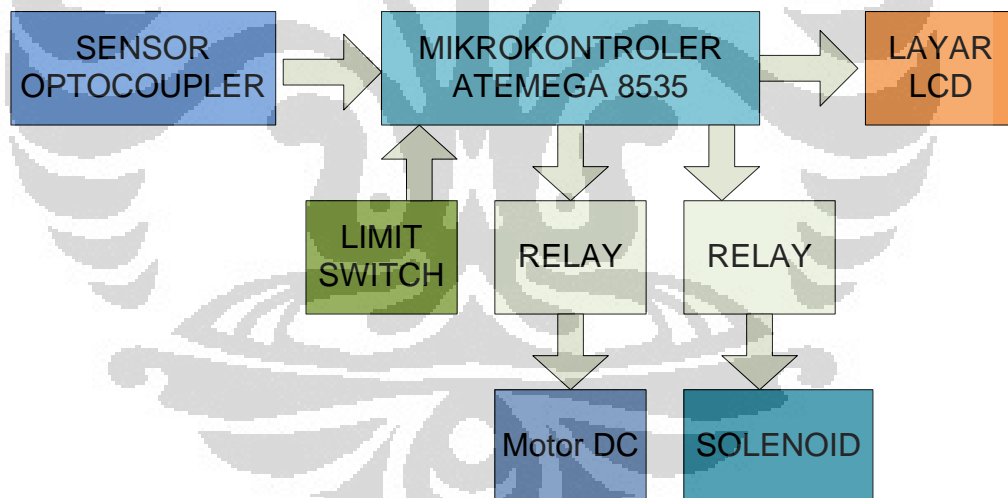 SENSOR
OPTOCOUPLER
MIKROKONTROLER
ATEMEGA 8535
LAYAR
LCD
LIMIT
SWITCH
RELAY
RELAY
Motor DC
SOLENOID